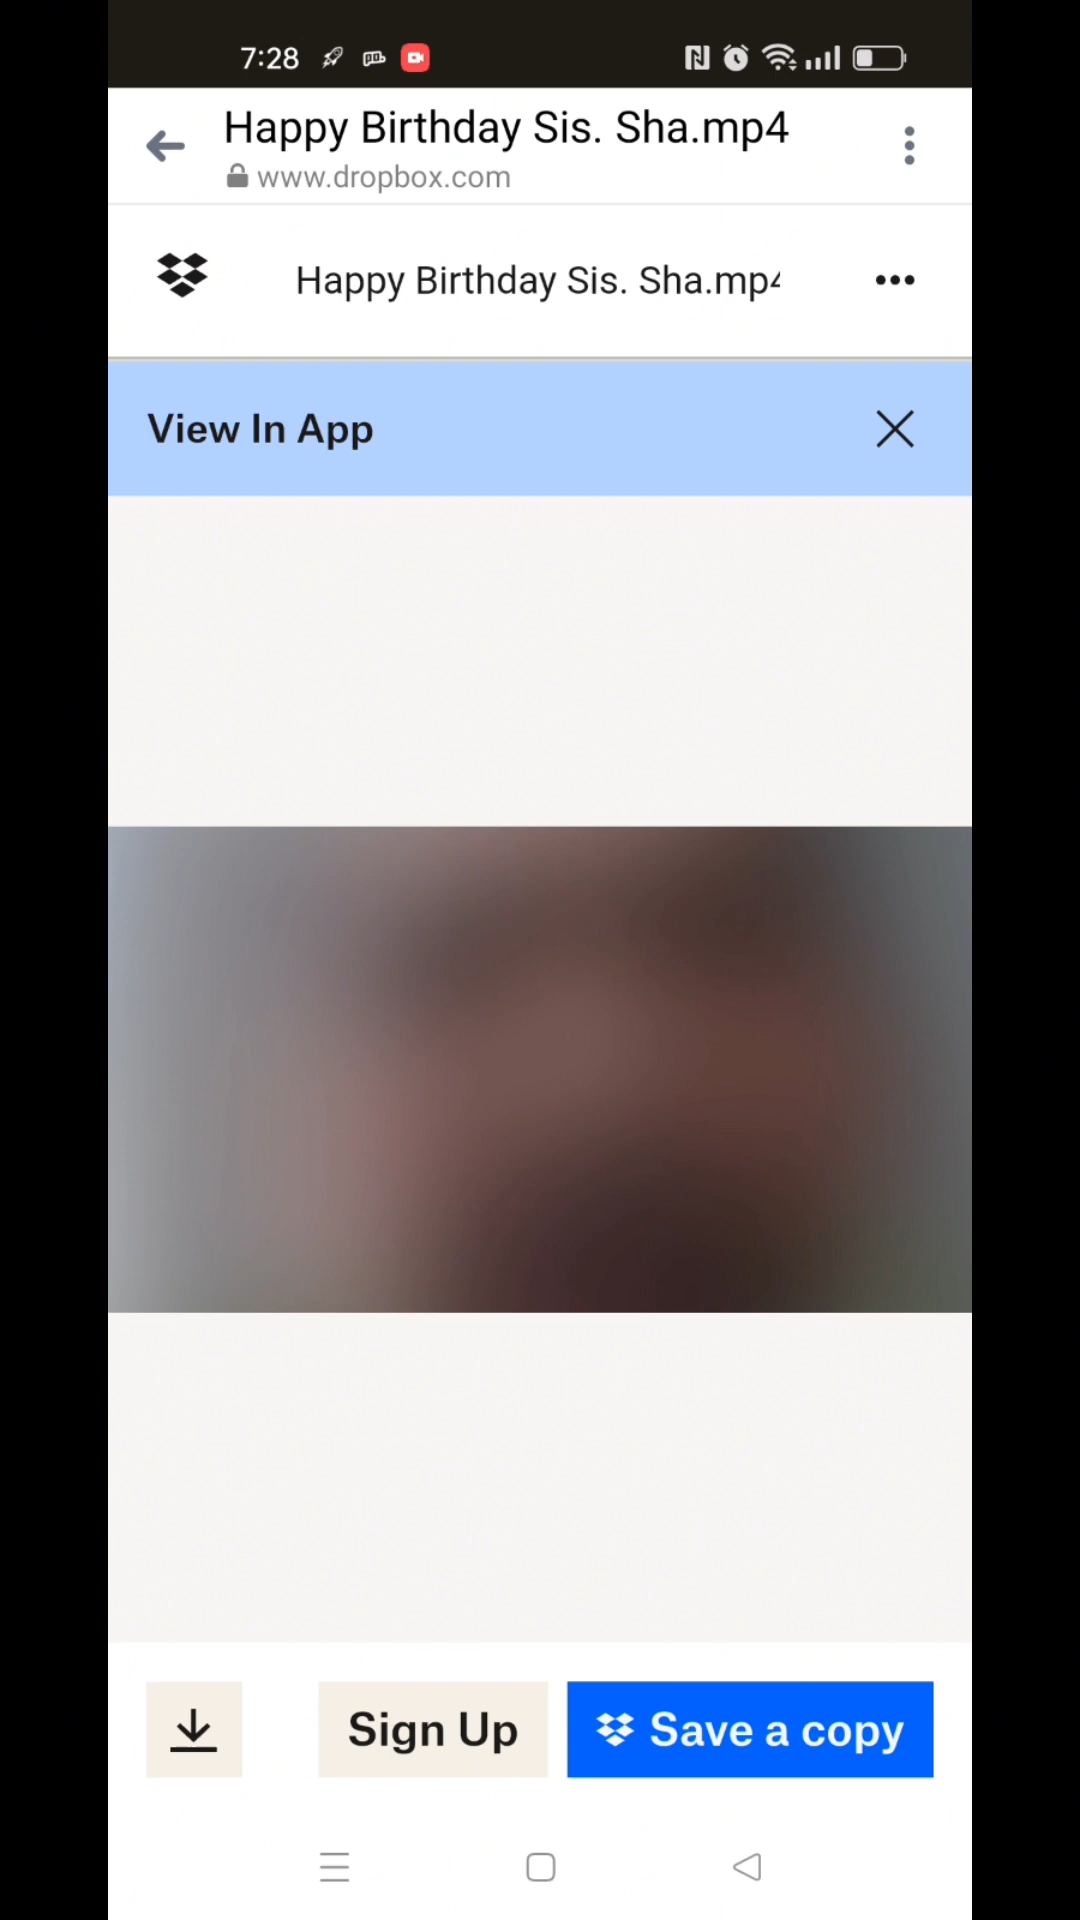 7:28
Happy Birthday Sis. Sha.mp4
www.dropbox.com
Happy Birthday Sis. Sha.mp4
View In App
Sign Up
Save a copy